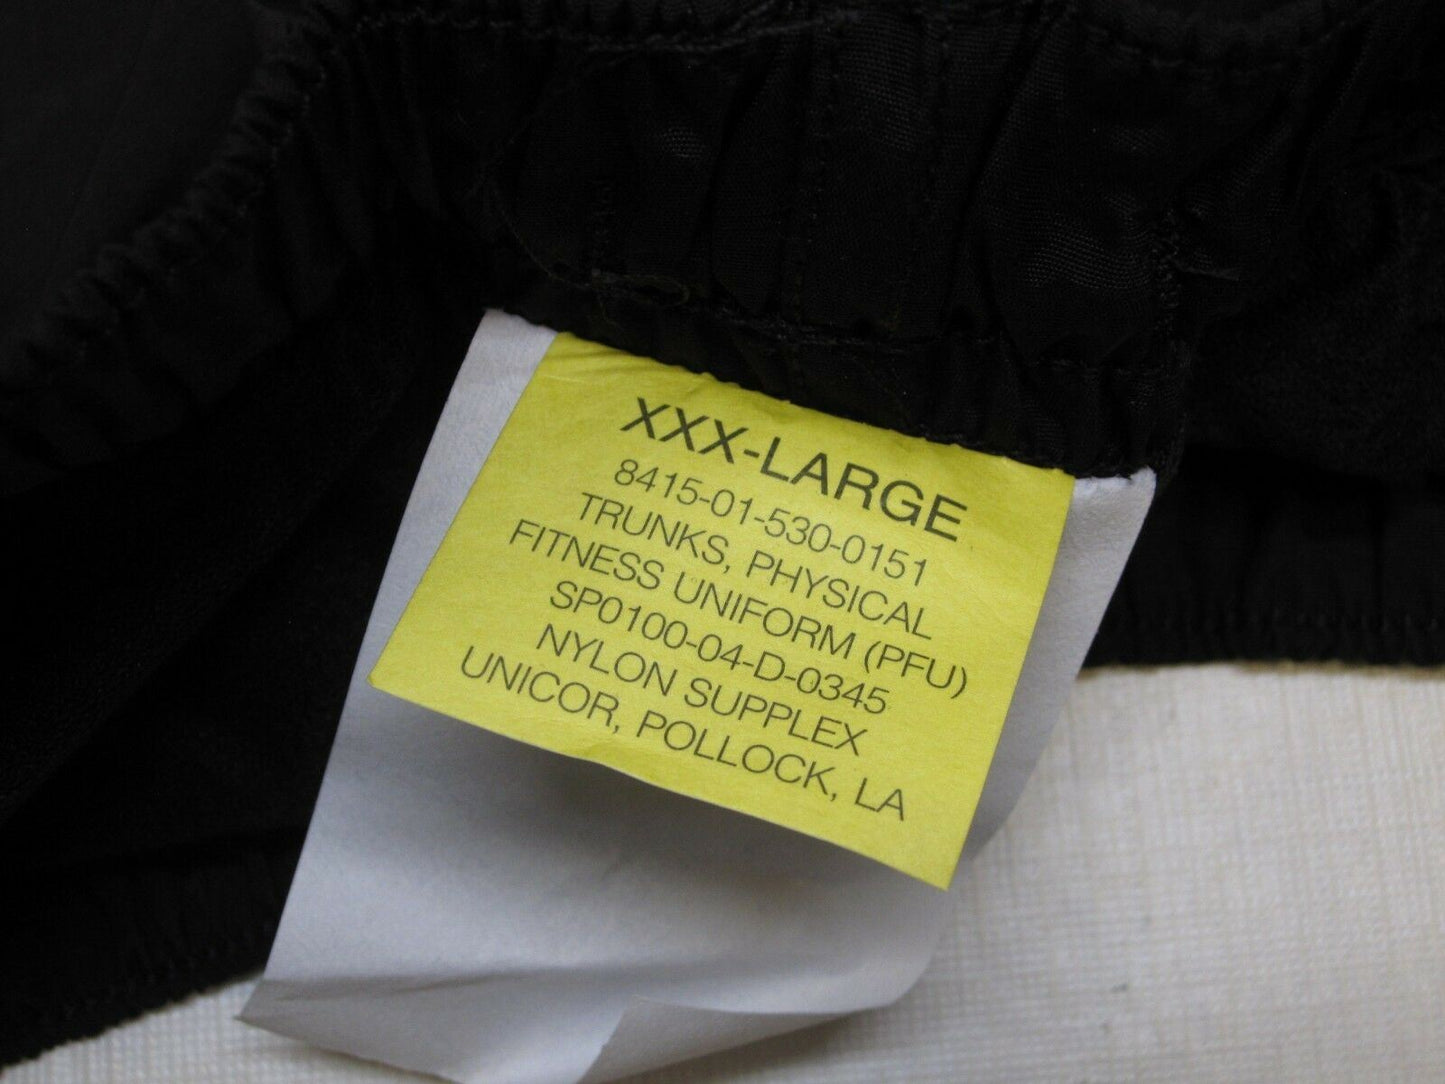 XXX-LARGE
8415-01-530-0151
TRUNKS, PHYSICAL
FITNESS UNIFORM (PFU)
SP0100-04-D-0345
NYLON SUPPLEX
UNICOR, POLLOCK, LA